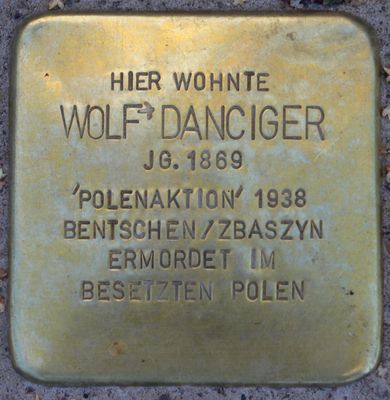 HIER WOHNTE
WOLF DANCIGER
JG. 1869
'POLENAKTION' 1938
BENTSCHEN/ZBASZYN
ERMORDET IM
BESETZTEN POLEN